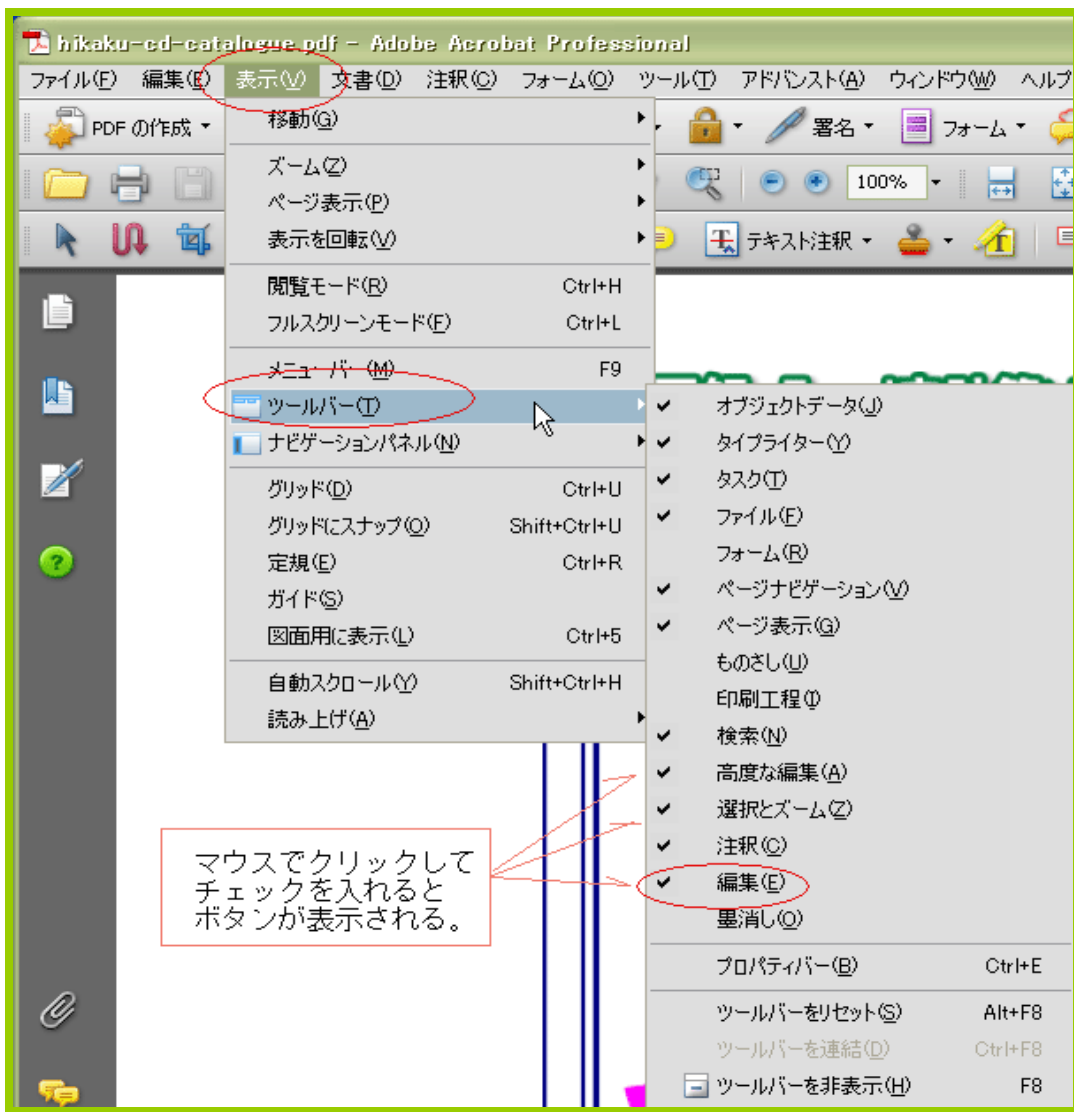 hikaku-cd-catalogue.pdf - Adobe Acrobat Professional
ファイル(F) 編集(E) 表示(V) 文書(D) 注釈(C) フォーム(O) ツール(T) アドバンスト(A) ウィンドウ(W) ヘルプ
PDF の作成 署名 フォーム
100%
テキスト注釈
移動(G)
ズーム(Z)
ページ表示(P)
表示を回転(V)
閲覧モード(R) Ctrl+H
フルスクリーンモード(F) Ctrl+L
メニューバー(M) F9
ツールバー(T)
ナビゲーションパネル(N)
グリッド(D) Ctrl+U
グリッドにスナップ(O) Shift+Ctrl+U
定規(E) Ctrl+R
ガイド(S)
図面用に表示(L) Ctrl+5
自動スクロール(Y) Shift+Ctrl+H
読み上げ(A)
オブジェクトデータ(J)
タイプライター(Y)
タスク(T)
ファイル(F)
フォーム(R)
ページナビゲーション(V)
ページ表示(G)
ものさし(U)
印刷工程(I)
検索(N)
高度な編集(A)
選択とズーム(Z)
注釈(C)
編集(E)
墨消し(O)
プロパティバー(B) Ctrl+E
ツールバーをリセット(S) Alt+F8
ツールバーを連結(D) Ctrl+F8
ツールバーを非表示(H) F8
マウスでクリックして
チェックを入れると
ボタンが表示される。